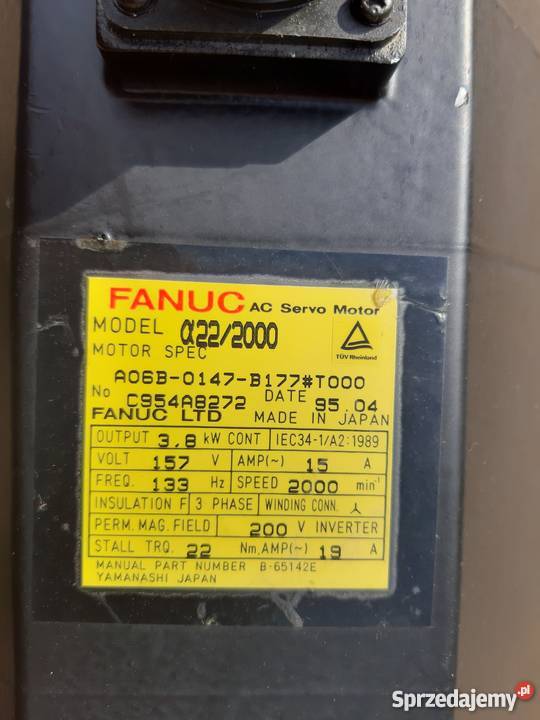 FANUC AC Servo Motor
MODEL α22/2000
MOTOR SPEC
TÜV Rheinland
A06B-0147-B177#T000
No C954A8272 DATE 95.04
FANUC LTD MADE IN JAPAN
OUTPUT 3.8 kW CONT IEC34-1/A2:1989
VOLT 157 V AMP(~) 15 A
FREQ. 133 Hz SPEED 2000 min⁻¹
INSULATION F 3 PHASE WINDING CONN. ⅄
PERM. MAG. FIELD 200 V INVERTER
STALL TRQ. 22 Nm, AMP(~) 19 A
MANUAL PART NUMBER B-65142E
YAMANASHI JAPAN
Sprzedajemy.pl